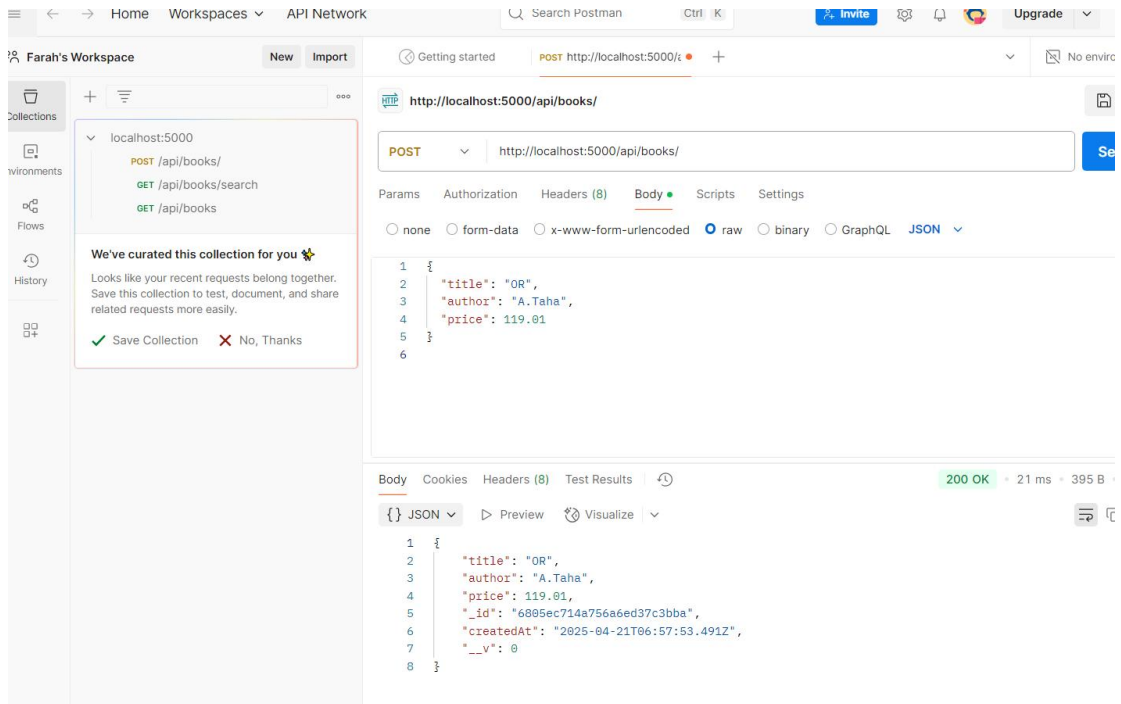 Home Workspaces API Network Search Postman Ctrl K Invite Upgrade
Farah's Workspace New Import Getting started POST http://localhost:5000/a No enviro
Collections
localhost:5000
POST /api/books/
GET /api/books/search
GET /api/books
We've curated this collection for you
Looks like your recent requests belong together.
Save this collection to test, document, and share
related requests more easily.
Save Collection No, Thanks
nvironments
Flows
History
HTTP http://localhost:5000/api/books/
POST http://localhost:5000/api/books/ Se
Params Authorization Headers (8) Body Scripts Settings
none form-data x-www-form-urlencoded raw binary GraphQL JSON
1 {
2 "title": "OR",
3 "author": "A.Taha",
4 "price": 119.01
5 }
6
Body Cookies Headers (8) Test Results 200 OK 21 ms 395 B
{} JSON Preview Visualize
1 {
2 "title": "OR",
3 "author": "A.Taha",
4 "price": 119.01,
5 "_id": "6805ec714a756a6ed37c3bba",
6 "createdAt": "2025-04-21T06:57:53.491Z",
7 "__v": 0
8 }